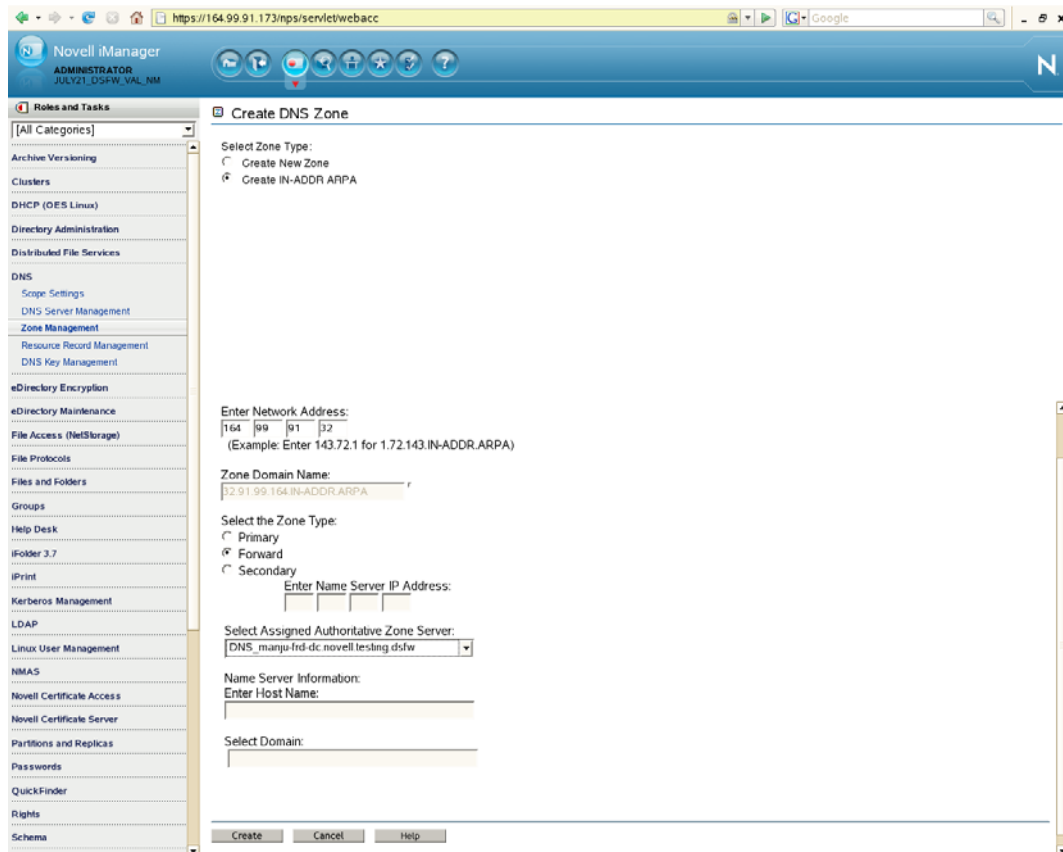 https://164.99.91.173/nps/servlet/webacc
G Google
N Novell iManager
ADMINISTRATOR
JULY21_DSFW_VAL_NM
?
N
Roles and Tasks
[All Categories]
Archive Versioning
Clusters
DHCP (OES Linux)
Directory Administration
Distributed File Services
DNS
Scope Settings
DNS Server Management
Zone Management
Resource Record Management
DNS Key Management
eDirectory Encryption
eDirectory Maintenance
File Access (NetStorage)
File Protocols
Files and Folders
Groups
Help Desk
iFolder 3.7
iPrint
Kerberos Management
LDAP
Linux User Management
NMAS
Novell Certificate Access
Novell Certificate Server
Partitions and Replicas
Passwords
QuickFinder
Rights
Schema
Create DNS Zone
Select Zone Type:
Create New Zone
Create IN-ADDR ARPA
Enter Network Address:
164 99 91 32
(Example: Enter 143.72.1 for 1.72.143.IN-ADDR.ARPA)
Zone Domain Name:
32.91.99.164.IN-ADDR.ARPA r
Select the Zone Type:
Primary
Forward
Secondary
Enter Name Server IP Address:
Select Assigned Authoritative Zone Server:
DNS_manju-frd-dc.novell.testing.dsfw
Name Server Information:
Enter Host Name:
Select Domain:
Create Cancel Help